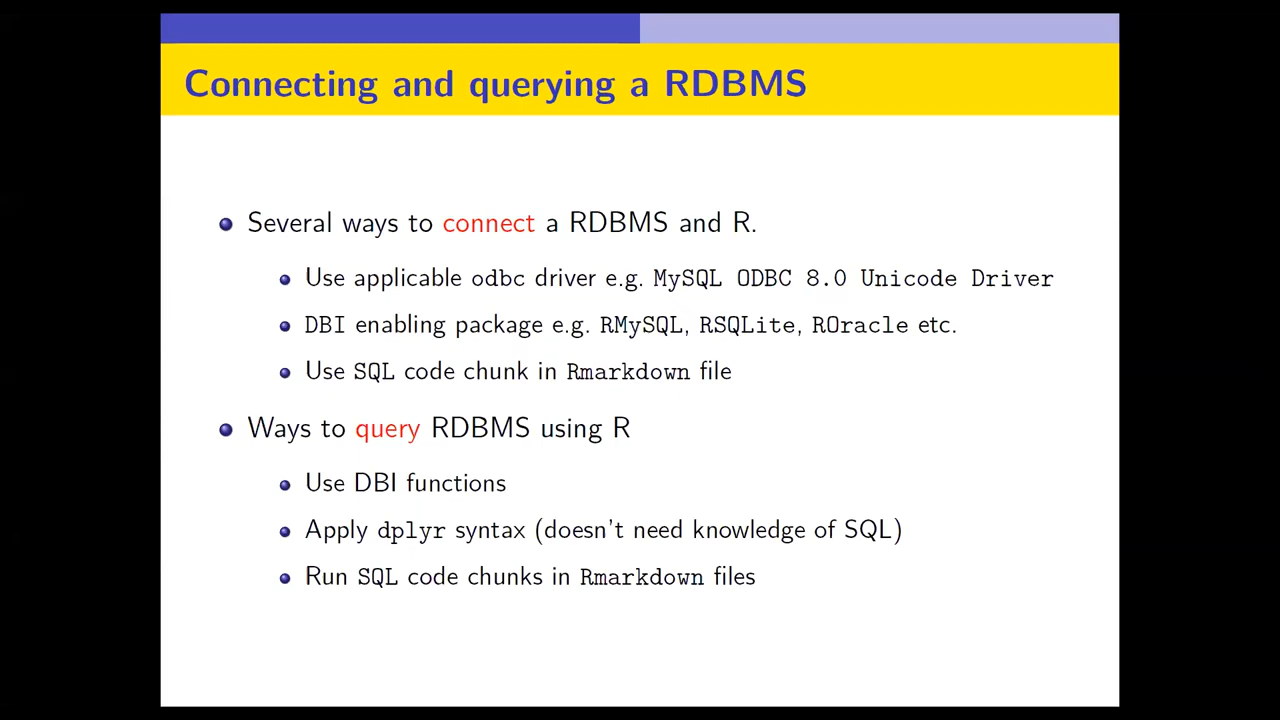 Connecting and querying a RDBMS
Several ways to connect a RDBMS and R.
Use applicable odbc driver e.g. MySQL ODBC 8.0 Unicode Driver
DBI enabling package e.g. RMySQL, RSQLite, ROracle etc.
Use SQL code chunk in Rmarkdown file
Ways to query RDBMS using R
Use DBI functions
Apply dplyr syntax (doesn't need knowledge of SQL)
Run SQL code chunks in Rmarkdown files